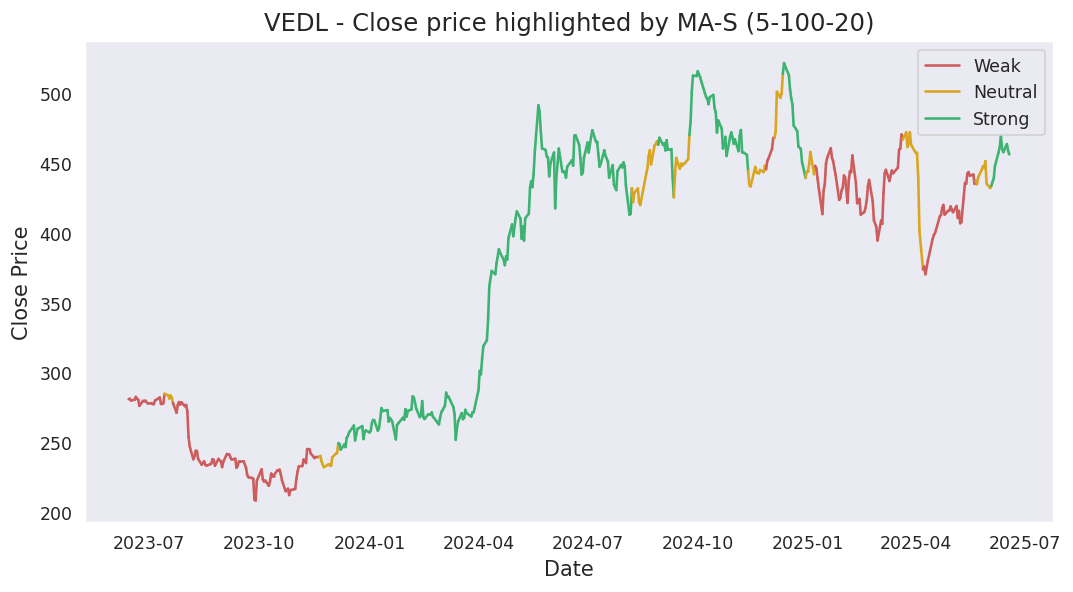 VEDL - Close price highlighted by MA-S (5-100-20)
Weak
Neutral
Strong
Close Price
500
450
400
350
300
250
200
2023-07 2023-10 2024-01 2024-04 2024-07 2024-10 2025-01 2025-04 2025-07
Date